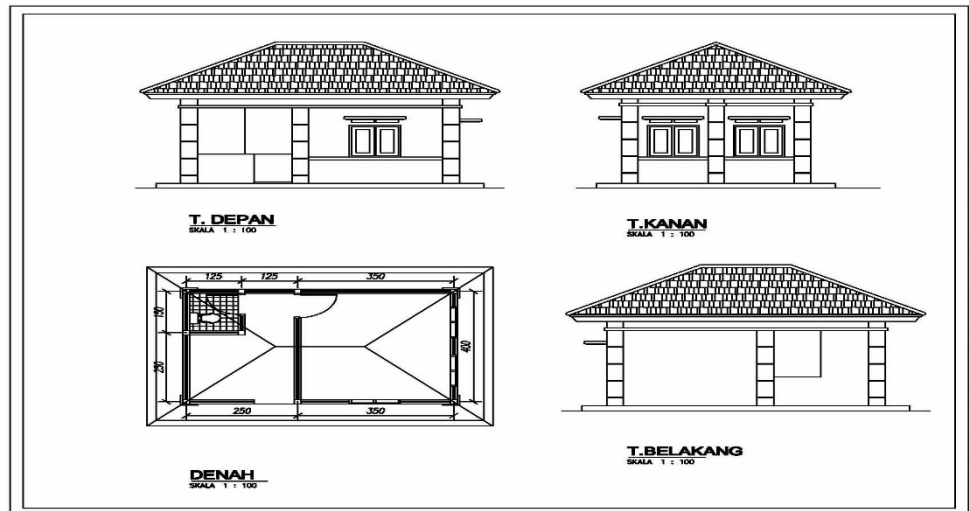 T. DEPAN
SKALA 1 : 100
T.KANAN
SKALA 1 : 100
125 125 350
150
250
400
250 350
DENAH
SKALA 1 : 100
T.BELAKANG
SKALA 1 : 100